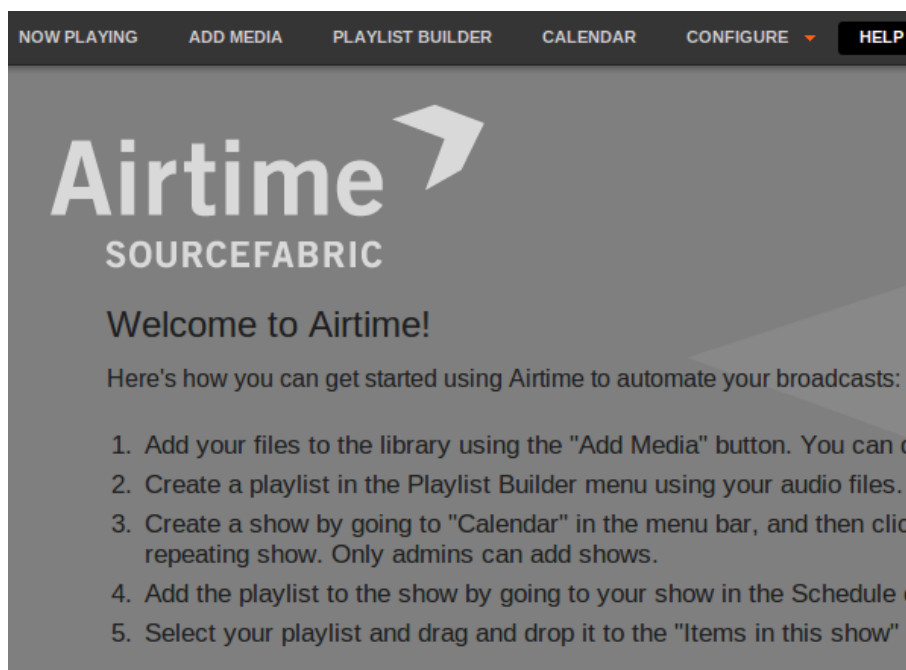 NOW PLAYING ADD MEDIA PLAYLIST BUILDER CALENDAR CONFIGURE HELP
Airtime
SOURCEFABRIC
Welcome to Airtime!
Here's how you can get started using Airtime to automate your broadcasts:
1. Add your files to the library using the "Add Media" button. You can
2. Create a playlist in the Playlist Builder menu using your audio files.
3. Create a show by going to "Calendar" in the menu bar, and then
repeating show. Only admins can add shows.
4. Add the playlist to the show by going to your show in the Schedule
5. Select your playlist and drag and drop it to the "Items in this show"